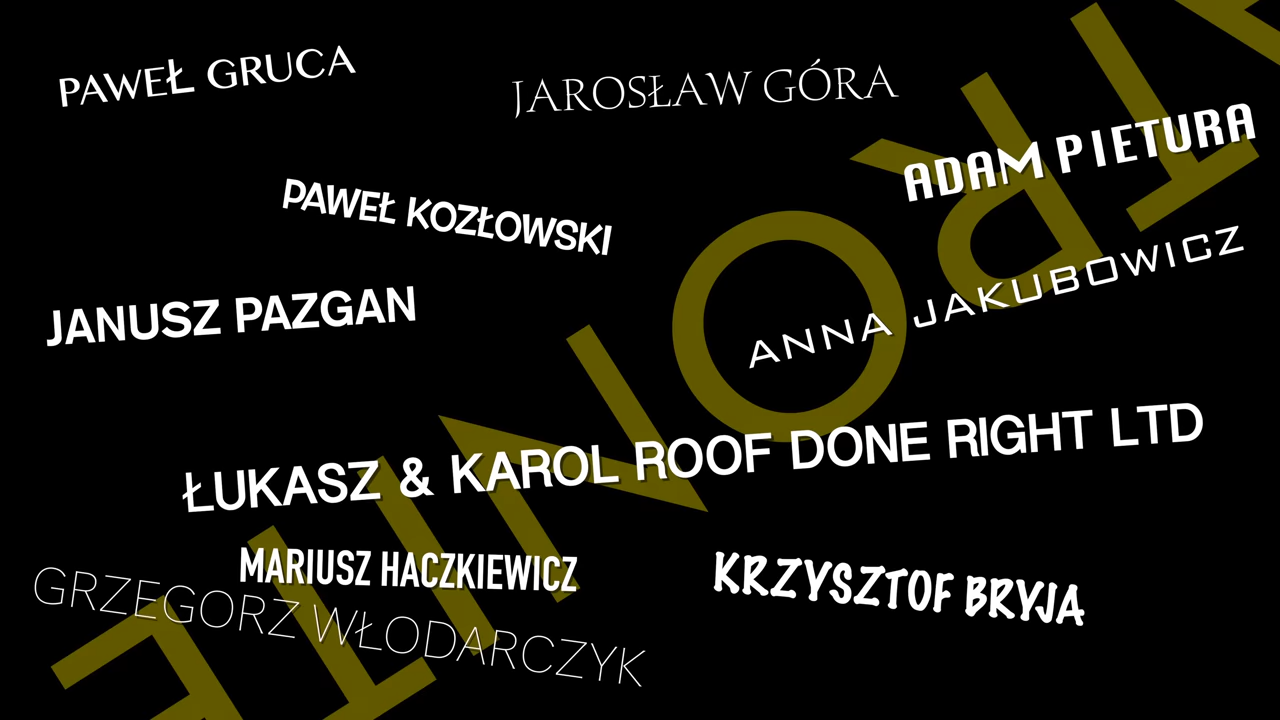 PAWEŁ GRUCA
JAROSŁAW GÓRA
ADAM PIETURA
PAWEŁ KOZŁOWSKI
ANNA JAKUBOWICZ
JANUSZ PAZGAN
ŁUKASZ & KAROL ROOF DONE RIGHT LTD
MARIUSZ HACZKIEWICZ
KRZYSZTOF BRYJA
GRZEGORZ WŁODARCZYK
ATRONITE